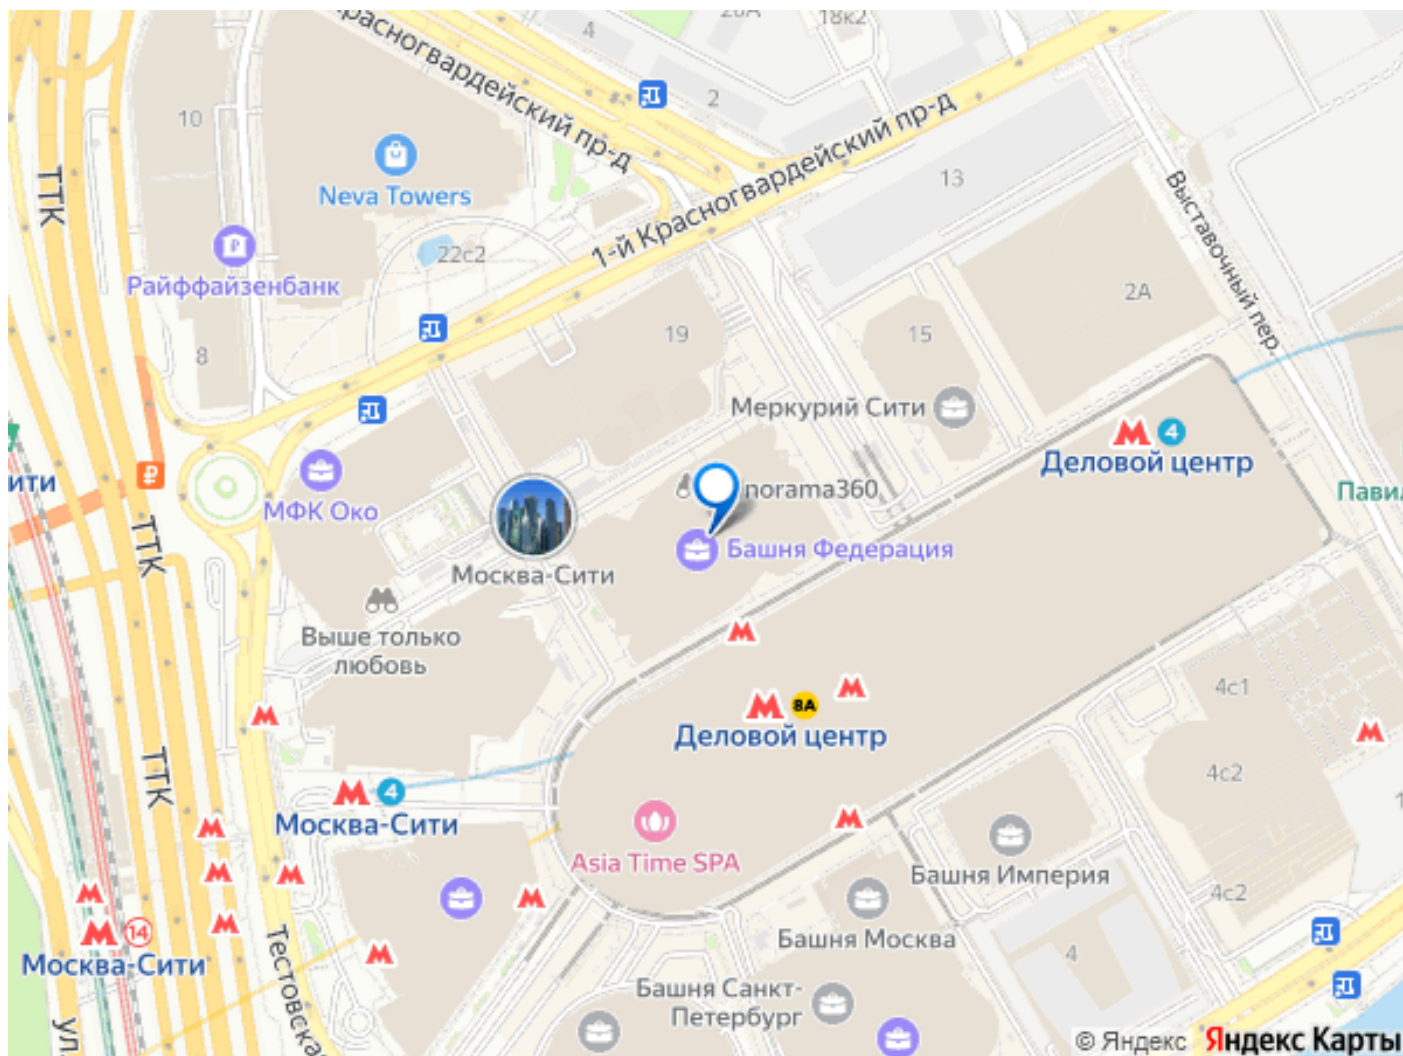 Красногвардейский пр-д
4
18к2
2
10
1-й Красногвардейский пр-д
13
Выставочный пер.
ТТК
Neva Towers
22с2
Райффайзенбанк
2А
19
15
8
Меркурий Сити
4
Деловой центр
сити
МФК Око
norama360
Павил
Башня Федерация
ТТК
Москва-Сити
Выше только
любовь
4с1
8А
Деловой центр
ТТК
4с2
4
Москва-Сити
Asia Time SPA
Башня Империя
4с2
14
Москва-Сити
Башня Москва
4
Тестовская
Башня Санкт-
Петербург
ул.
© Яндекс Яндекс Карты